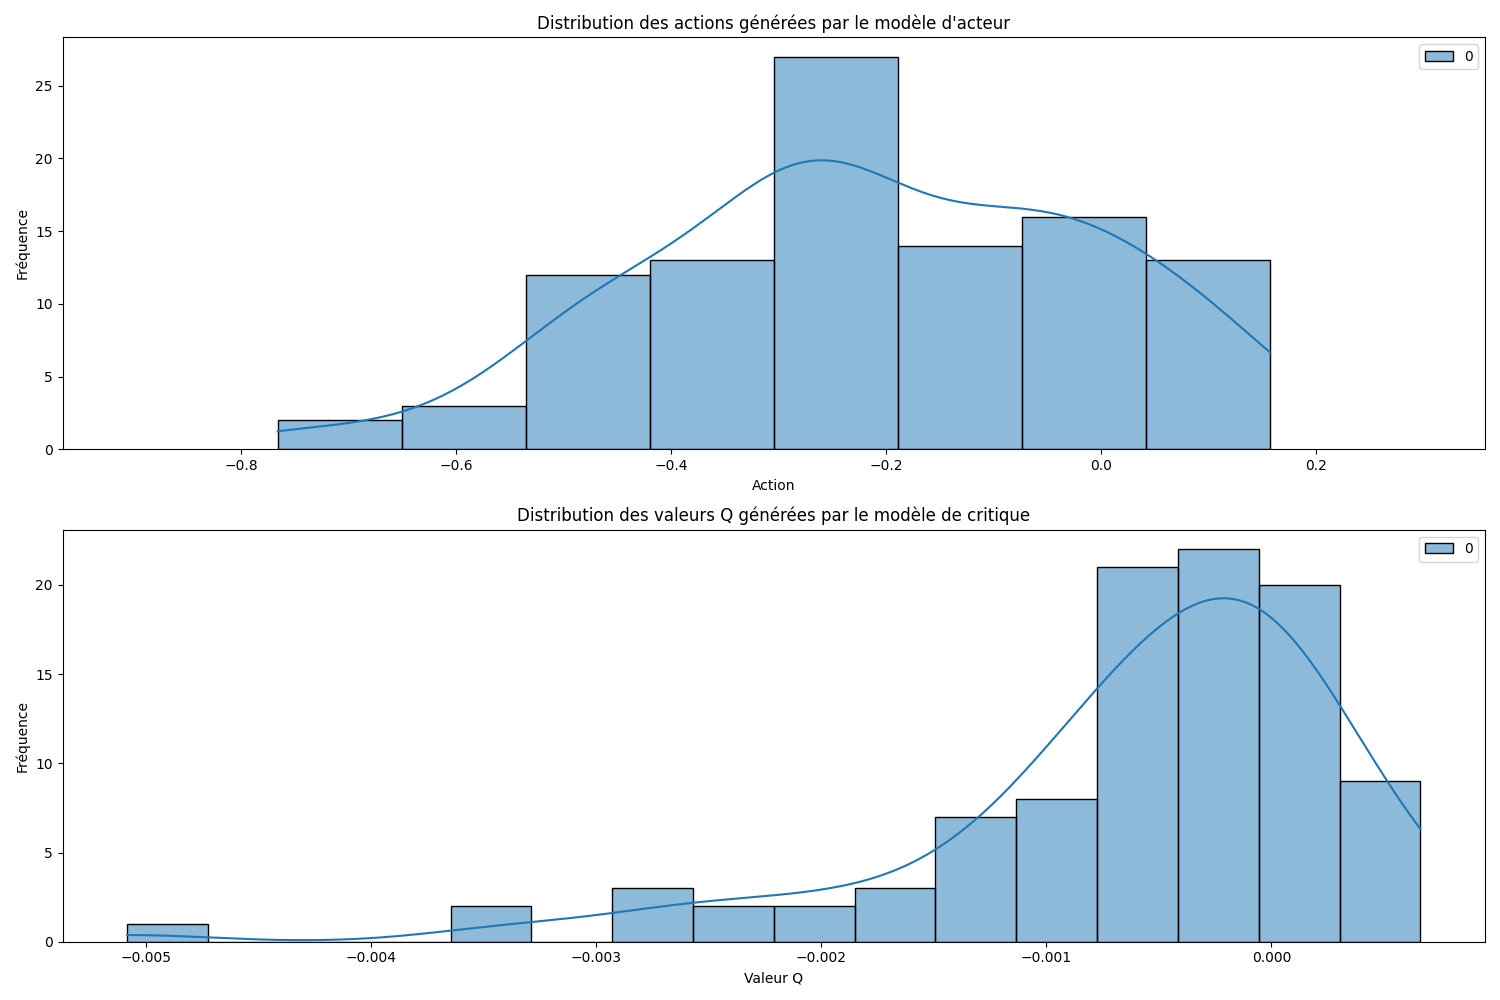 Distribution des actions générées par le modèle d'acteur
0
25
20
15
10
5
0
Fréquence
−0.8 −0.6 −0.4 −0.2 0.0 0.2
Action
Distribution des valeurs Q générées par le modèle de critique
0
20
15
10
5
0
Fréquence
−0.005 −0.004 −0.003 −0.002 −0.001 0.000
Valeur Q